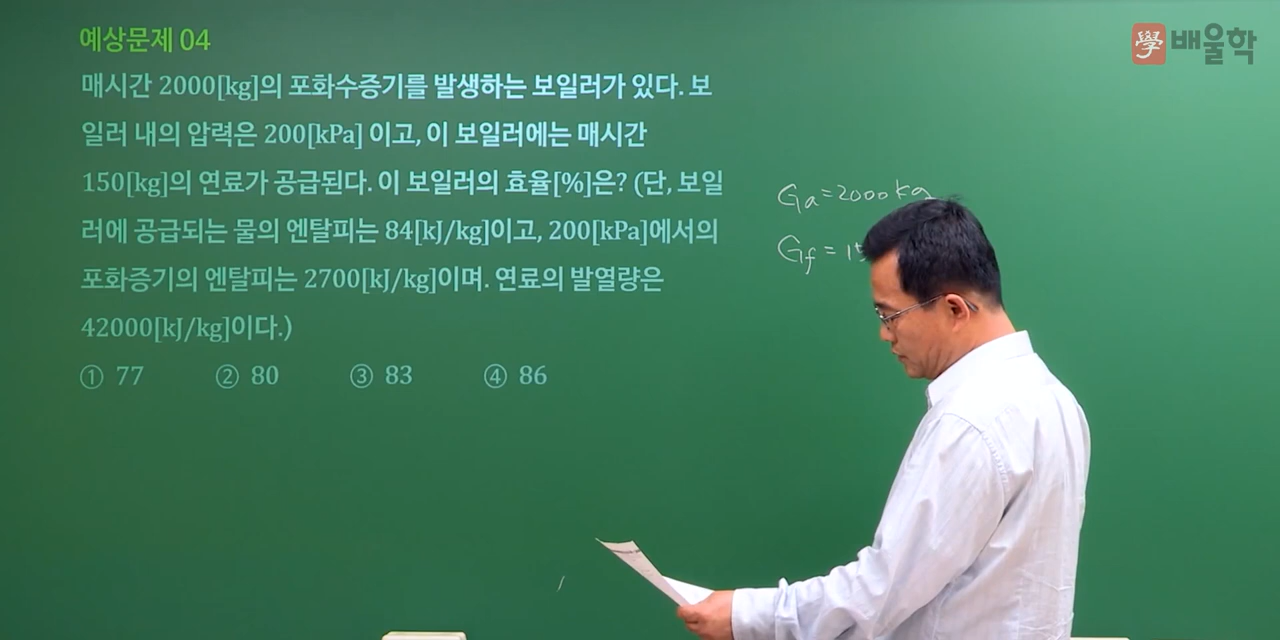 예상문제 04
學 배울학
매시간 2000[kg]의 포화수증기를 발생하는 보일러가 있다. 보
일러 내의 압력은 200[kPa] 이고, 이 보일러에는 매시간
150[kg]의 연료가 공급된다. 이 보일러의 효율[%]은? (단, 보일
러에 공급되는 물의 엔탈피는 84[kJ/kg]이고, 200[kPa]에서의
포화증기의 엔탈피는 2700[kJ/kg]이며. 연료의 발열량은
42000[kJ/kg]이다.)
① 77 ② 80 ③ 83 ④ 86
Ga=2000kg
Gf=